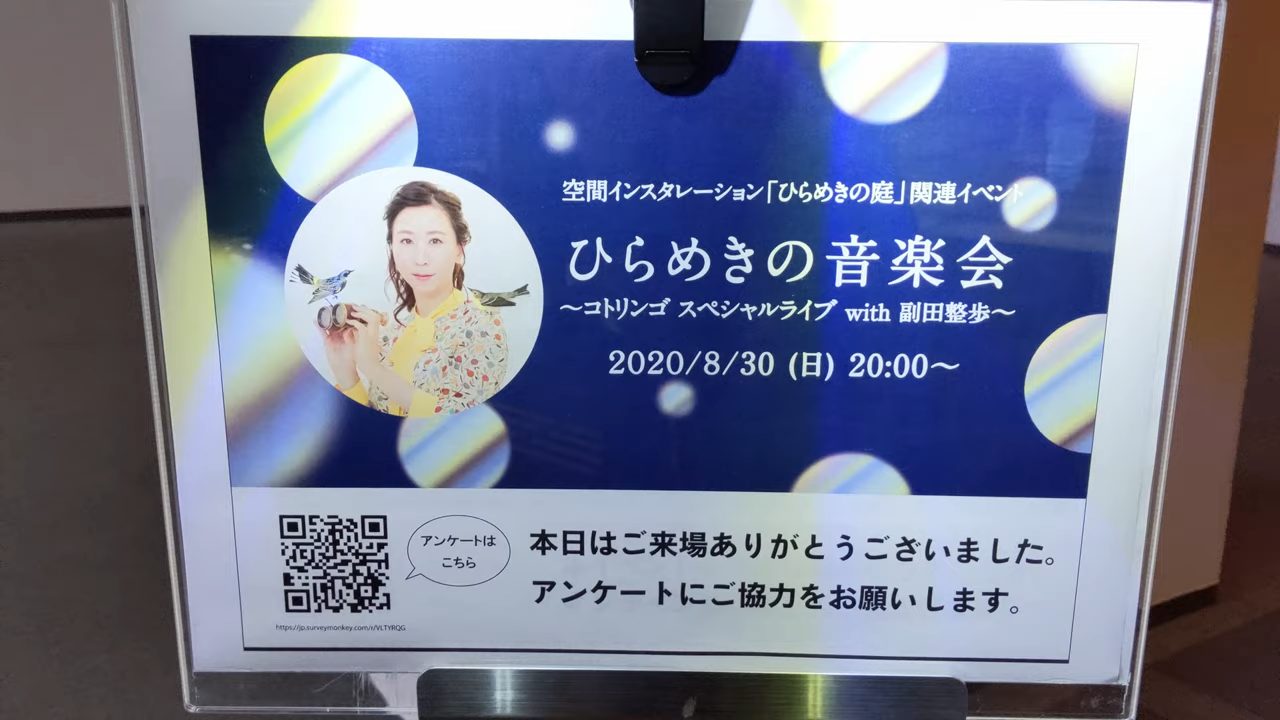 空間インスタレーション「ひらめきの庭」関連イベント
ひらめきの音楽会
～コトリンゴ スペシャルライブ with 副田整歩～
2020/8/30 (日) 20:00～
アンケートは
こちら
本日はご来場ありがとうございました。
アンケートにご協力をお願いします。
https://jp.surveymonkey.com/r/VLTYBQG